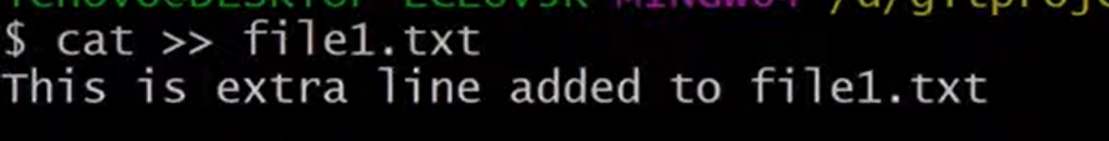 $ cat >> file1.txt
This is extra line added to file1.txt